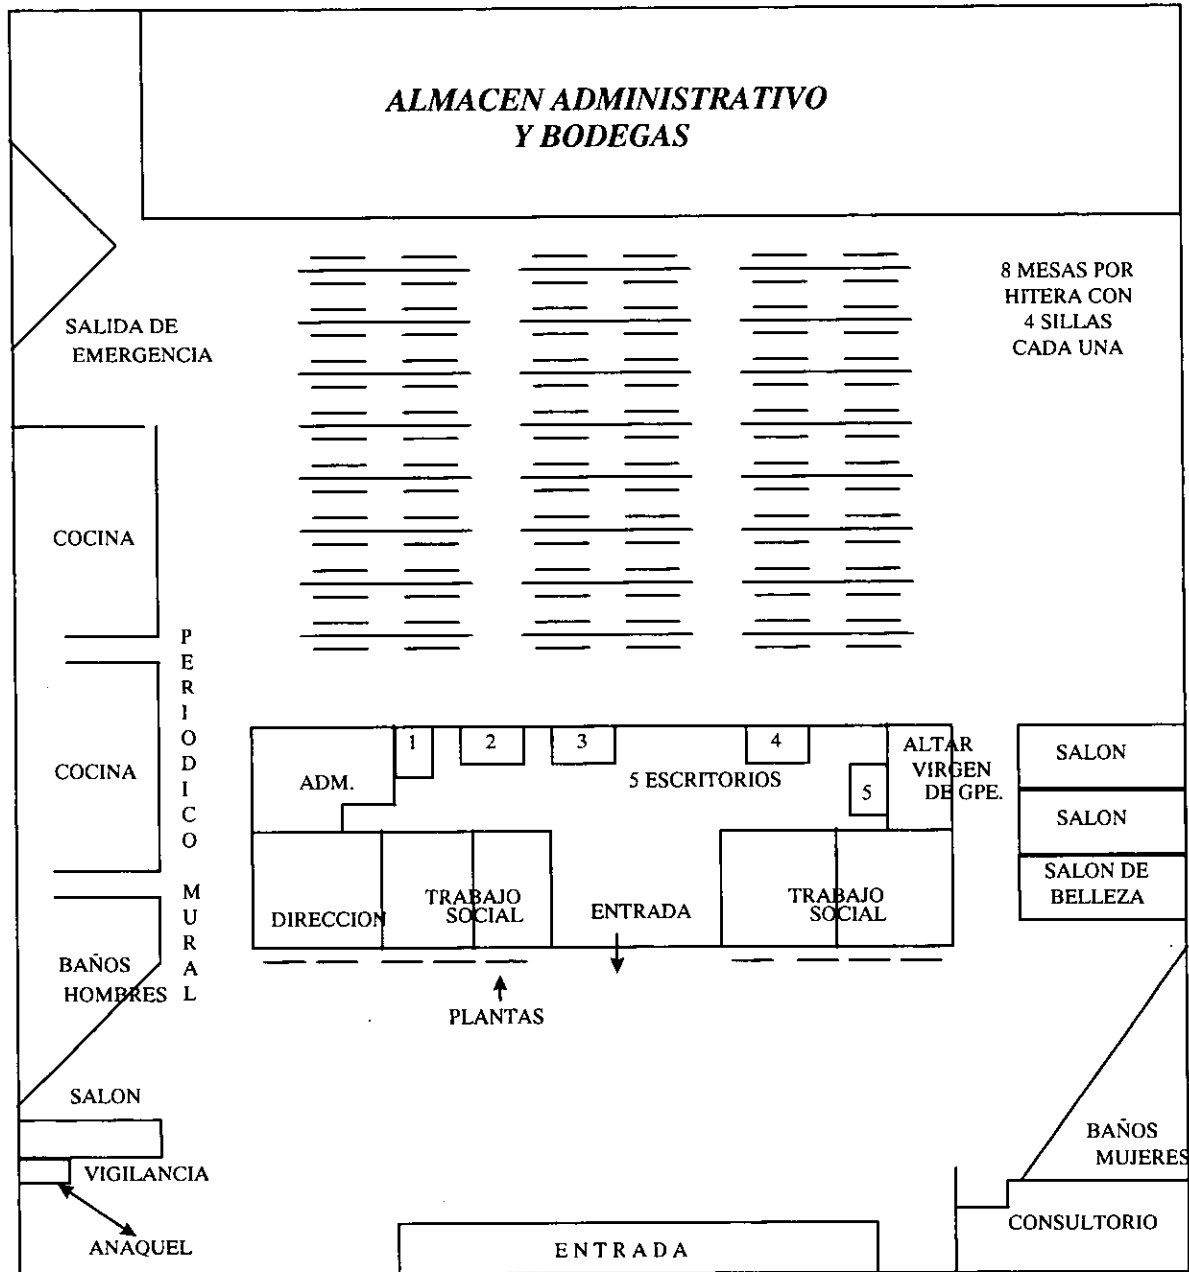 ALMACEN ADMINISTRATIVO
Y BODEGAS
8 MESAS POR
HITERA CON
4 SILLAS
CADA UNA
SALIDA DE
EMERGENCIA
COCINA
PERIODICO MURAL
COCINA
1
2
3
4
5
ADM.
5 ESCRITORIOS
ALTAR
VIRGEN
DE GPE.
SALON
SALON
SALON DE
BELLEZA
DIRECCION
TRABAJO
SOCIAL
ENTRADA
TRABAJO
SOCIAL
BAÑOS
HOMBRES
PLANTAS
SALON
VIGILANCIA
ANAQUEL
BAÑOS
MUJERES
CONSULTORIO
ENTRADA